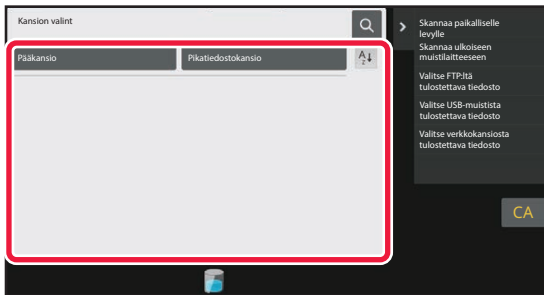 Kansion valint
Pääkansio
Pikatiedostokansio
A
Z
Skannaa paikalliselle
levylle
Skannaa ulkoiseen
muistilaitteeseen
Valitse FTP:ltä
tulostettava tiedosto
Valitse USB-muistista
tulostettava tiedosto
Valitse verkkokansiosta
tulostettava tiedosto
CA